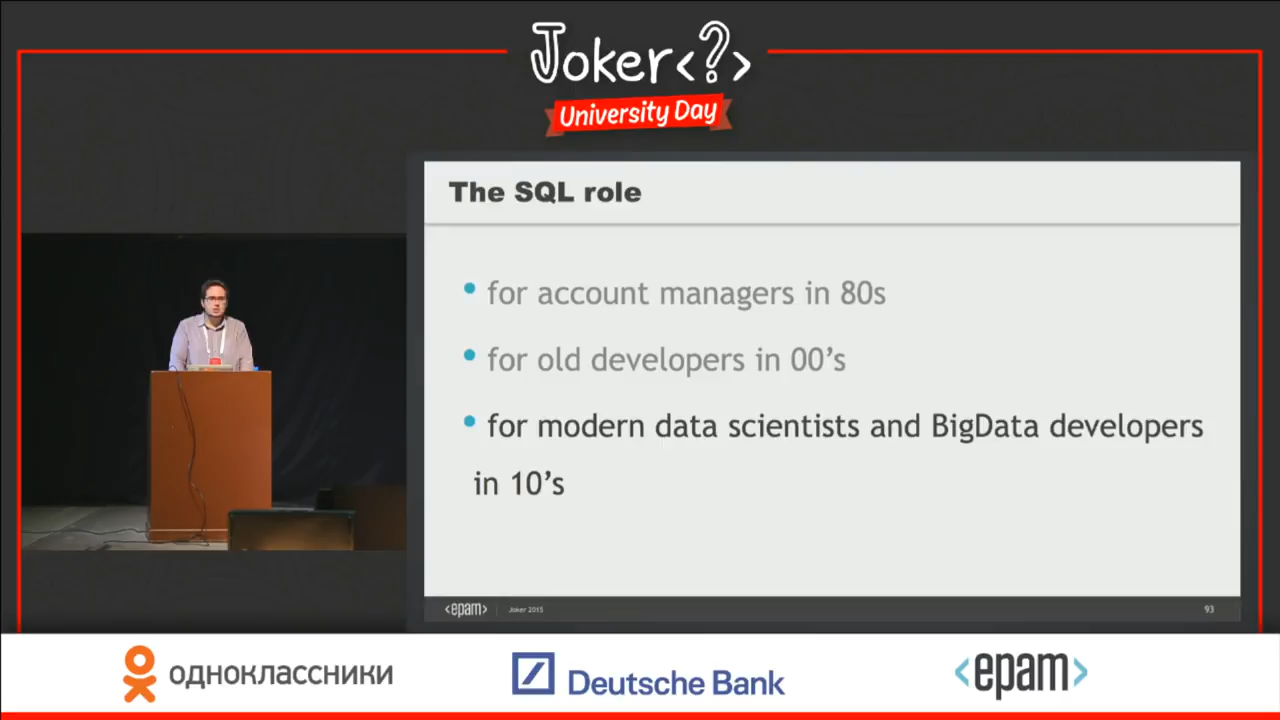 Joker<?>
University Day
The SQL role
• for account managers in 80s
• for old developers in 00’s
• for modern data scientists and BigData developers
in 10’s
<epam> | Joker 2015
93
одноклассники
Deutsche Bank
<epam>